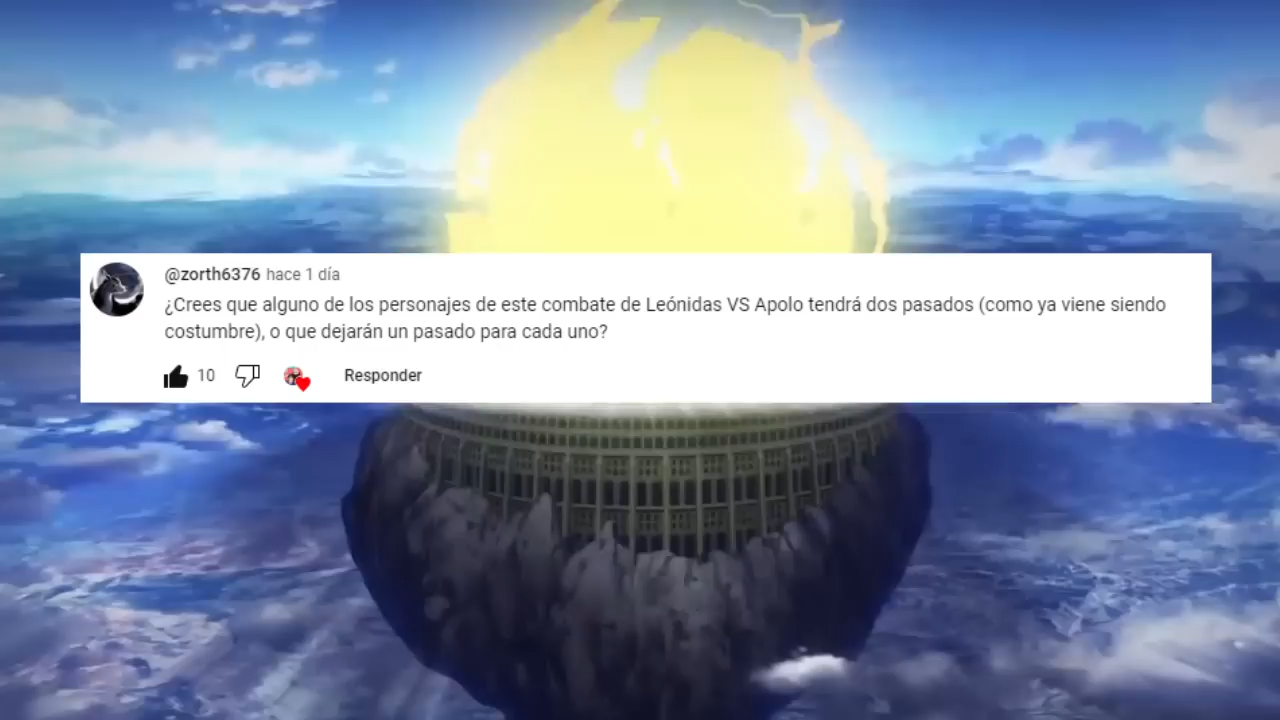 @zorth6376 hace 1 día
¿Crees que alguno de los personajes de este combate de Leónidas VS Apolo tendrá dos pasados (como ya viene siendo
costumbre), o que dejarán un pasado para cada uno?
10
Responder